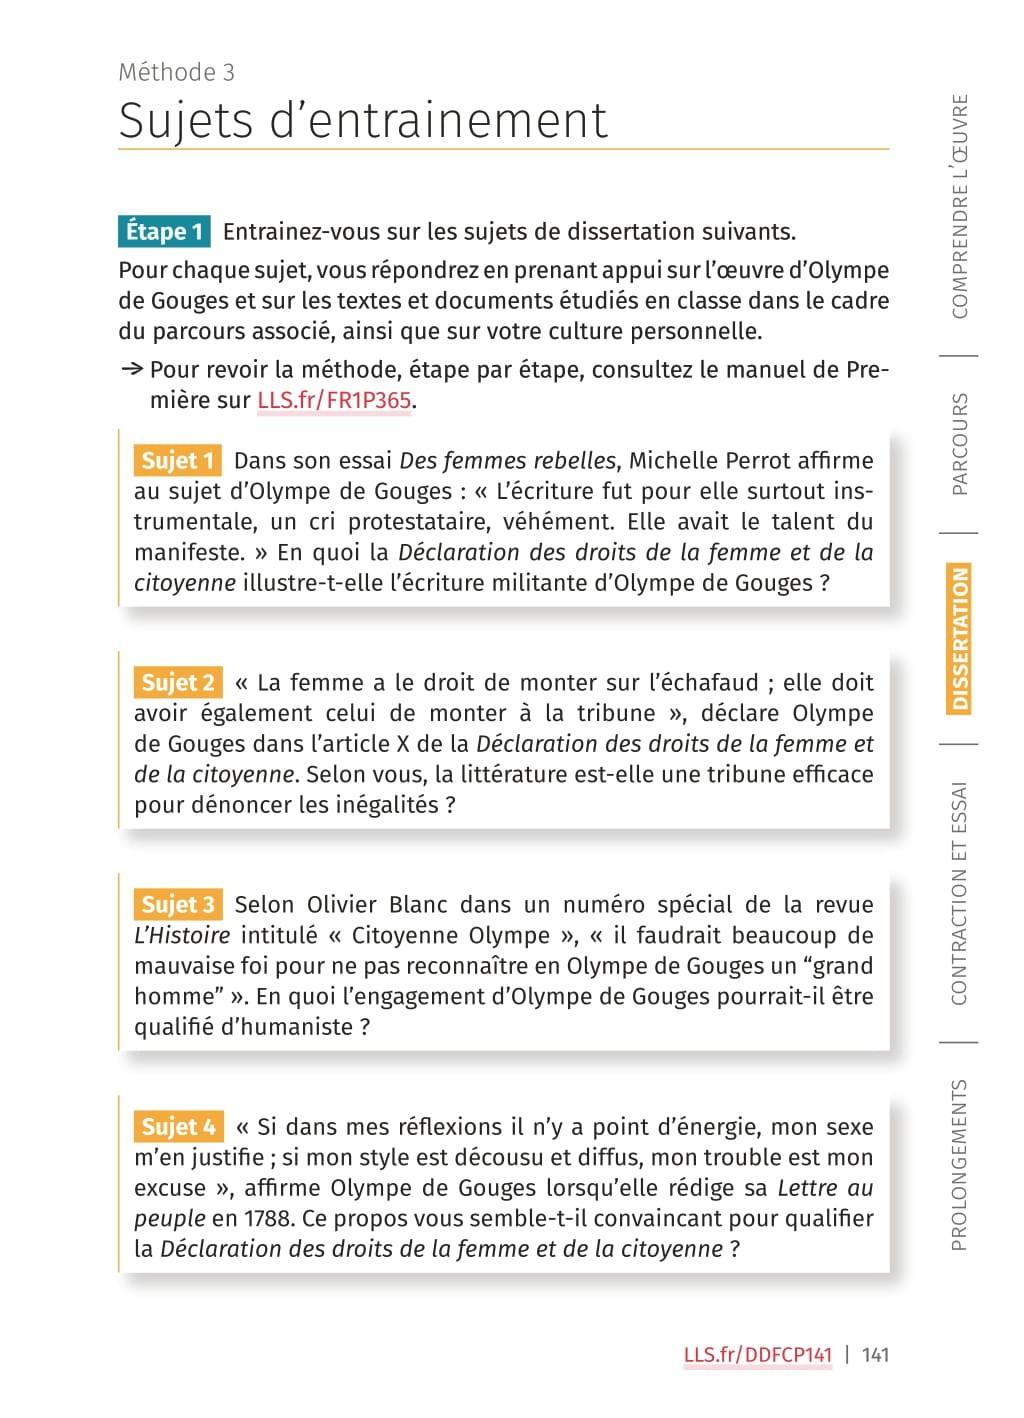 Méthode 3
Sujets d’entrainement
Étape 1 Entrainez-vous sur les sujets de dissertation suivants.
Pour chaque sujet, vous répondrez en prenant appui sur l’œuvre d’Olympe
de Gouges et sur les textes et documents étudiés en classe dans le cadre
du parcours associé, ainsi que sur votre culture personnelle.
→ Pour revoir la méthode, étape par étape, consultez le manuel de Pre-
mière sur LLS.fr/FR1P365.
Sujet 1 Dans son essai Des femmes rebelles, Michelle Perrot affirme
au sujet d’Olympe de Gouges : « L’écriture fut pour elle surtout ins-
trumentale, un cri protestataire, véhément. Elle avait le talent du
manifeste. » En quoi la Déclaration des droits de la femme et de la
citoyenne illustre-t-elle l’écriture militante d’Olympe de Gouges ?
Sujet 2 « La femme a le droit de monter sur l’échafaud ; elle doit
avoir également celui de monter à la tribune », déclare Olympe
de Gouges dans l’article X de la Déclaration des droits de la femme et
de la citoyenne. Selon vous, la littérature est-elle une tribune efficace
pour dénoncer les inégalités ?
Sujet 3 Selon Olivier Blanc dans un numéro spécial de la revue
L’Histoire intitulé « Citoyenne Olympe », « il faudrait beaucoup de
mauvaise foi pour ne pas reconnaître en Olympe de Gouges un “grand
homme” ». En quoi l’engagement d’Olympe de Gouges pourrait-il être
qualifié d’humaniste ?
Sujet 4 « Si dans mes réflexions il n’y a point d’énergie, mon sexe
m’en justifie ; si mon style est décousu et diffus, mon trouble est mon
excuse », affirme Olympe de Gouges lorsqu’elle rédige sa Lettre au
peuple en 1788. Ce propos vous semble-t-il convaincant pour qualifier
la Déclaration des droits de la femme et de la citoyenne ?
LLS.fr/DDFCP141 | 141
COMPRENDRE L’ŒUVRE
PARCOURS
DISSERTATION
CONTRACTION ET ESSAI
PROLONGEMENTS